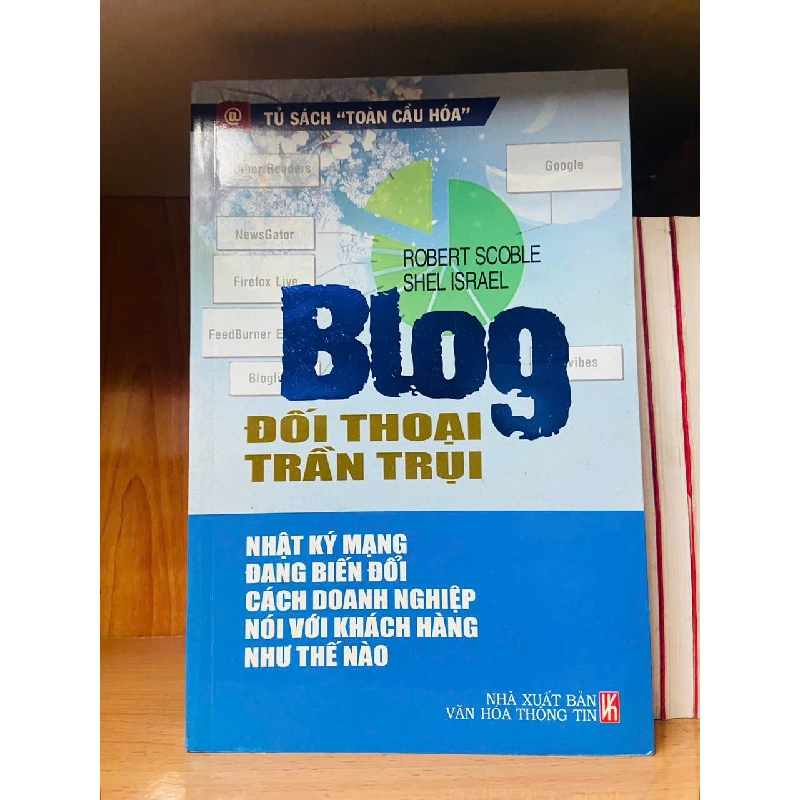 @ TỦ SÁCH "TOÀN CẦU HÓA"
Readers
Google
NewsGator
Firefox Live
FeedBurner
ROBERT SCOBLE
SHEL ISRAEL
Blog
ĐỐI THOẠI
TRẦN TRỤI
NHẬT KÝ MẠNG
ĐANG BIẾN ĐỔI
CÁCH DOANH NGHIỆP
NÓI VỚI KHÁCH HÀNG
NHƯ THẾ NÀO
NHÀ XUẤT BẢN
VĂN HÓA THÔNG TIN